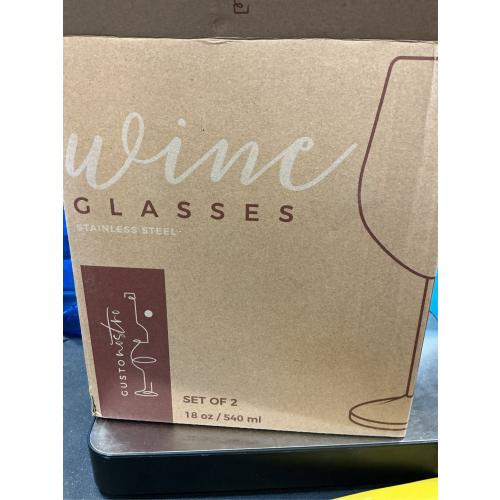 wine
GLASSES
STAINLESS STEEL
GUSTO nostro
SET OF 2
18 oz / 540 ml